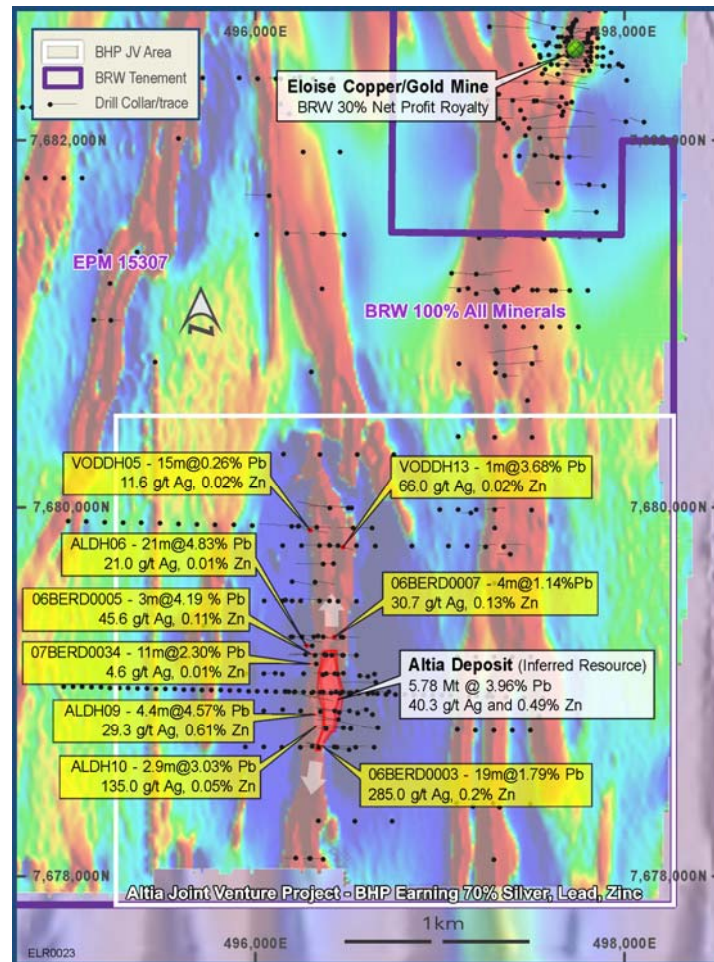 496,000E
498,000E
BHP JV Area
BRW Tenement
Drill Collar/trace
Eloise Copper/Gold Mine
BRW 30% Net Profit Royalty
7,682,000N
7,682,000N
EPM 15307
BRW 100% All Minerals
VODDH05 - 15m@0.26% Pb
11.6 g/t Ag, 0.02% Zn
VODDH13 - 1m@3.68% Pb
66.0 g/t Ag, 0.02% Zn
7,680,000N
7,680,000N
ALDH06 - 21m@4.83% Pb
21.0 g/t Ag, 0.01% Zn
06BERD0007 - 4m@1.14%Pb
30.7 g/t Ag, 0.13% Zn
06BERD0005 - 3m@4.19 % Pb
45.6 g/t Ag, 0.11% Zn
07BERD0034 - 11m@2.30% Pb
4.6 g/t Ag, 0.01% Zn
Altia Deposit (Inferred Resource)
5.78 Mt @ 3.96% Pb
40.3 g/t Ag and 0.49% Zn
ALDH09 - 4.4m@4.57% Pb
29.3 g/t Ag, 0.61% Zn
ALDH10 - 2.9m@3.03% Pb
135.0 g/t Ag, 0.05% Zn
06BERD0003 - 19m@1.79% Pb
285.0 g/t Ag, 0.2% Zn
7,678,000N
7,678,000N
Altia Joint Venture Project - BHP Earning 70% Silver, Lead, Zinc
1km
ELR0023
496,000E
498,000E